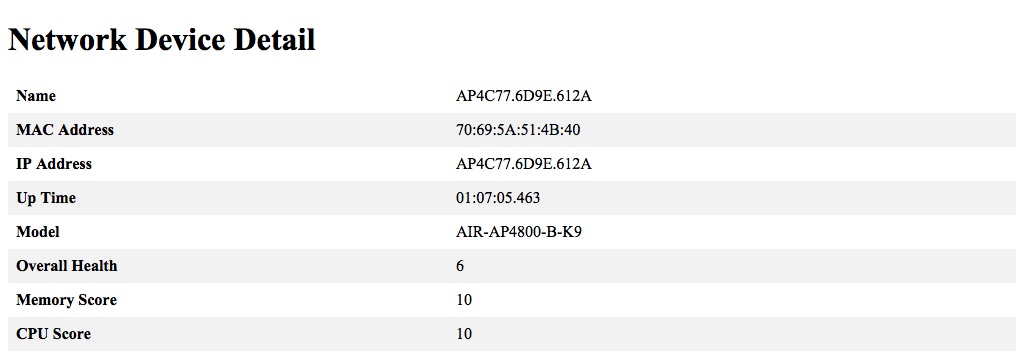 Network Device Detail
Name AP4C77.6D9E.612A
MAC Address 70:69:5A:51:4B:40
IP Address AP4C77.6D9E.612A
Up Time 01:07:05.463
Model AIR-AP4800-B-K9
Overall Health 6
Memory Score 10
CPU Score 10